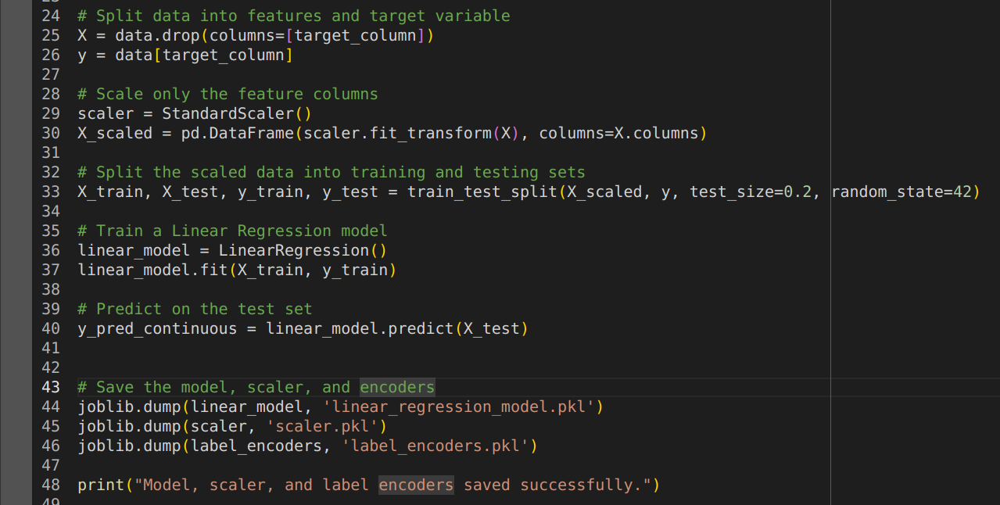 24 # Split data into features and target variable
25 X = data.drop(columns=[target_column])
26 y = data[target_column]
27
28 # Scale only the feature columns
29 scaler = StandardScaler()
30 X_scaled = pd.DataFrame(scaler.fit_transform(X), columns=X.columns)
31
32 # Split the scaled data into training and testing sets
33 X_train, X_test, y_train, y_test = train_test_split(X_scaled, y, test_size=0.2, random_state=42)
34
35 # Train a Linear Regression model
36 linear_model = LinearRegression()
37 linear_model.fit(X_train, y_train)
38
39 # Predict on the test set
40 y_pred_continuous = linear_model.predict(X_test)
41
42
43 # Save the model, scaler, and encoders
44 joblib.dump(linear_model, 'linear_regression_model.pkl')
45 joblib.dump(scaler, 'scaler.pkl')
46 joblib.dump(label_encoders, 'label_encoders.pkl')
47
48 print("Model, scaler, and label encoders saved successfully.")